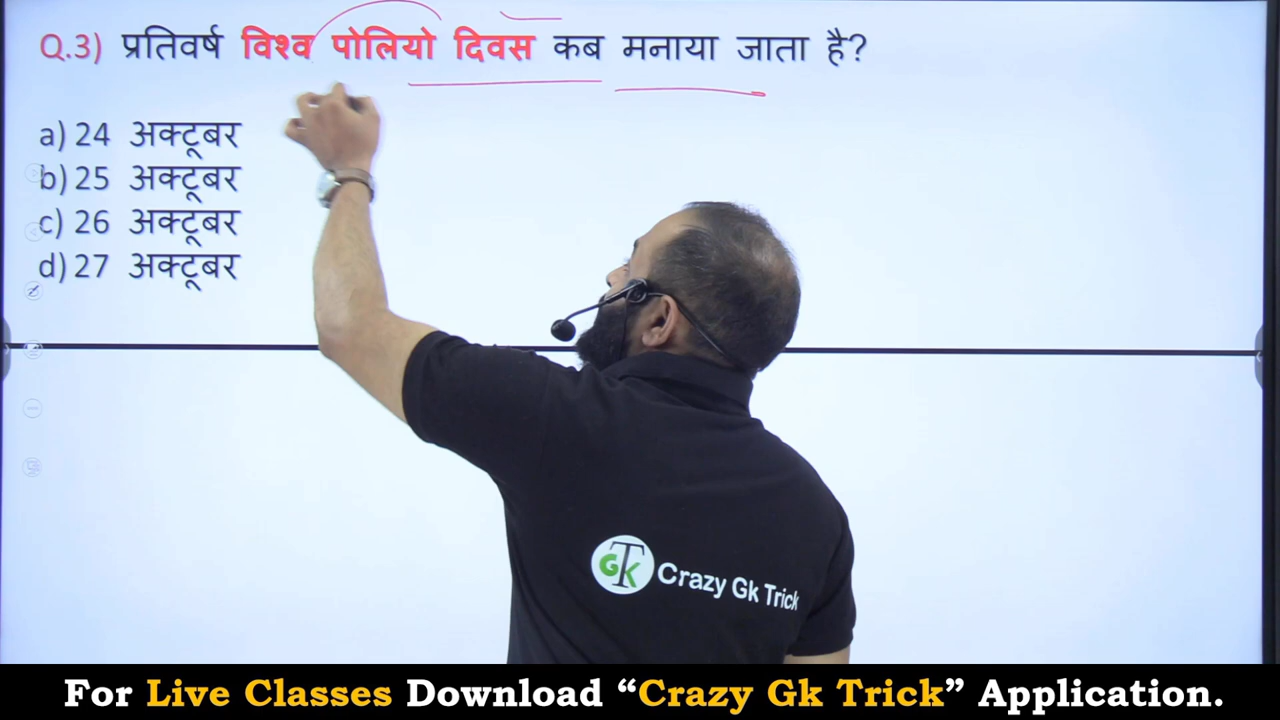 Q.3) प्रतिवर्ष विश्व पोलियो दिवस कब मनाया जाता है?
a) 24 अक्टूबर
b) 25 अक्टूबर
c) 26 अक्टूबर
d) 27 अक्टूबर
GTK Crazy Gk Trick
For Live Classes Download “Crazy Gk Trick” Application.